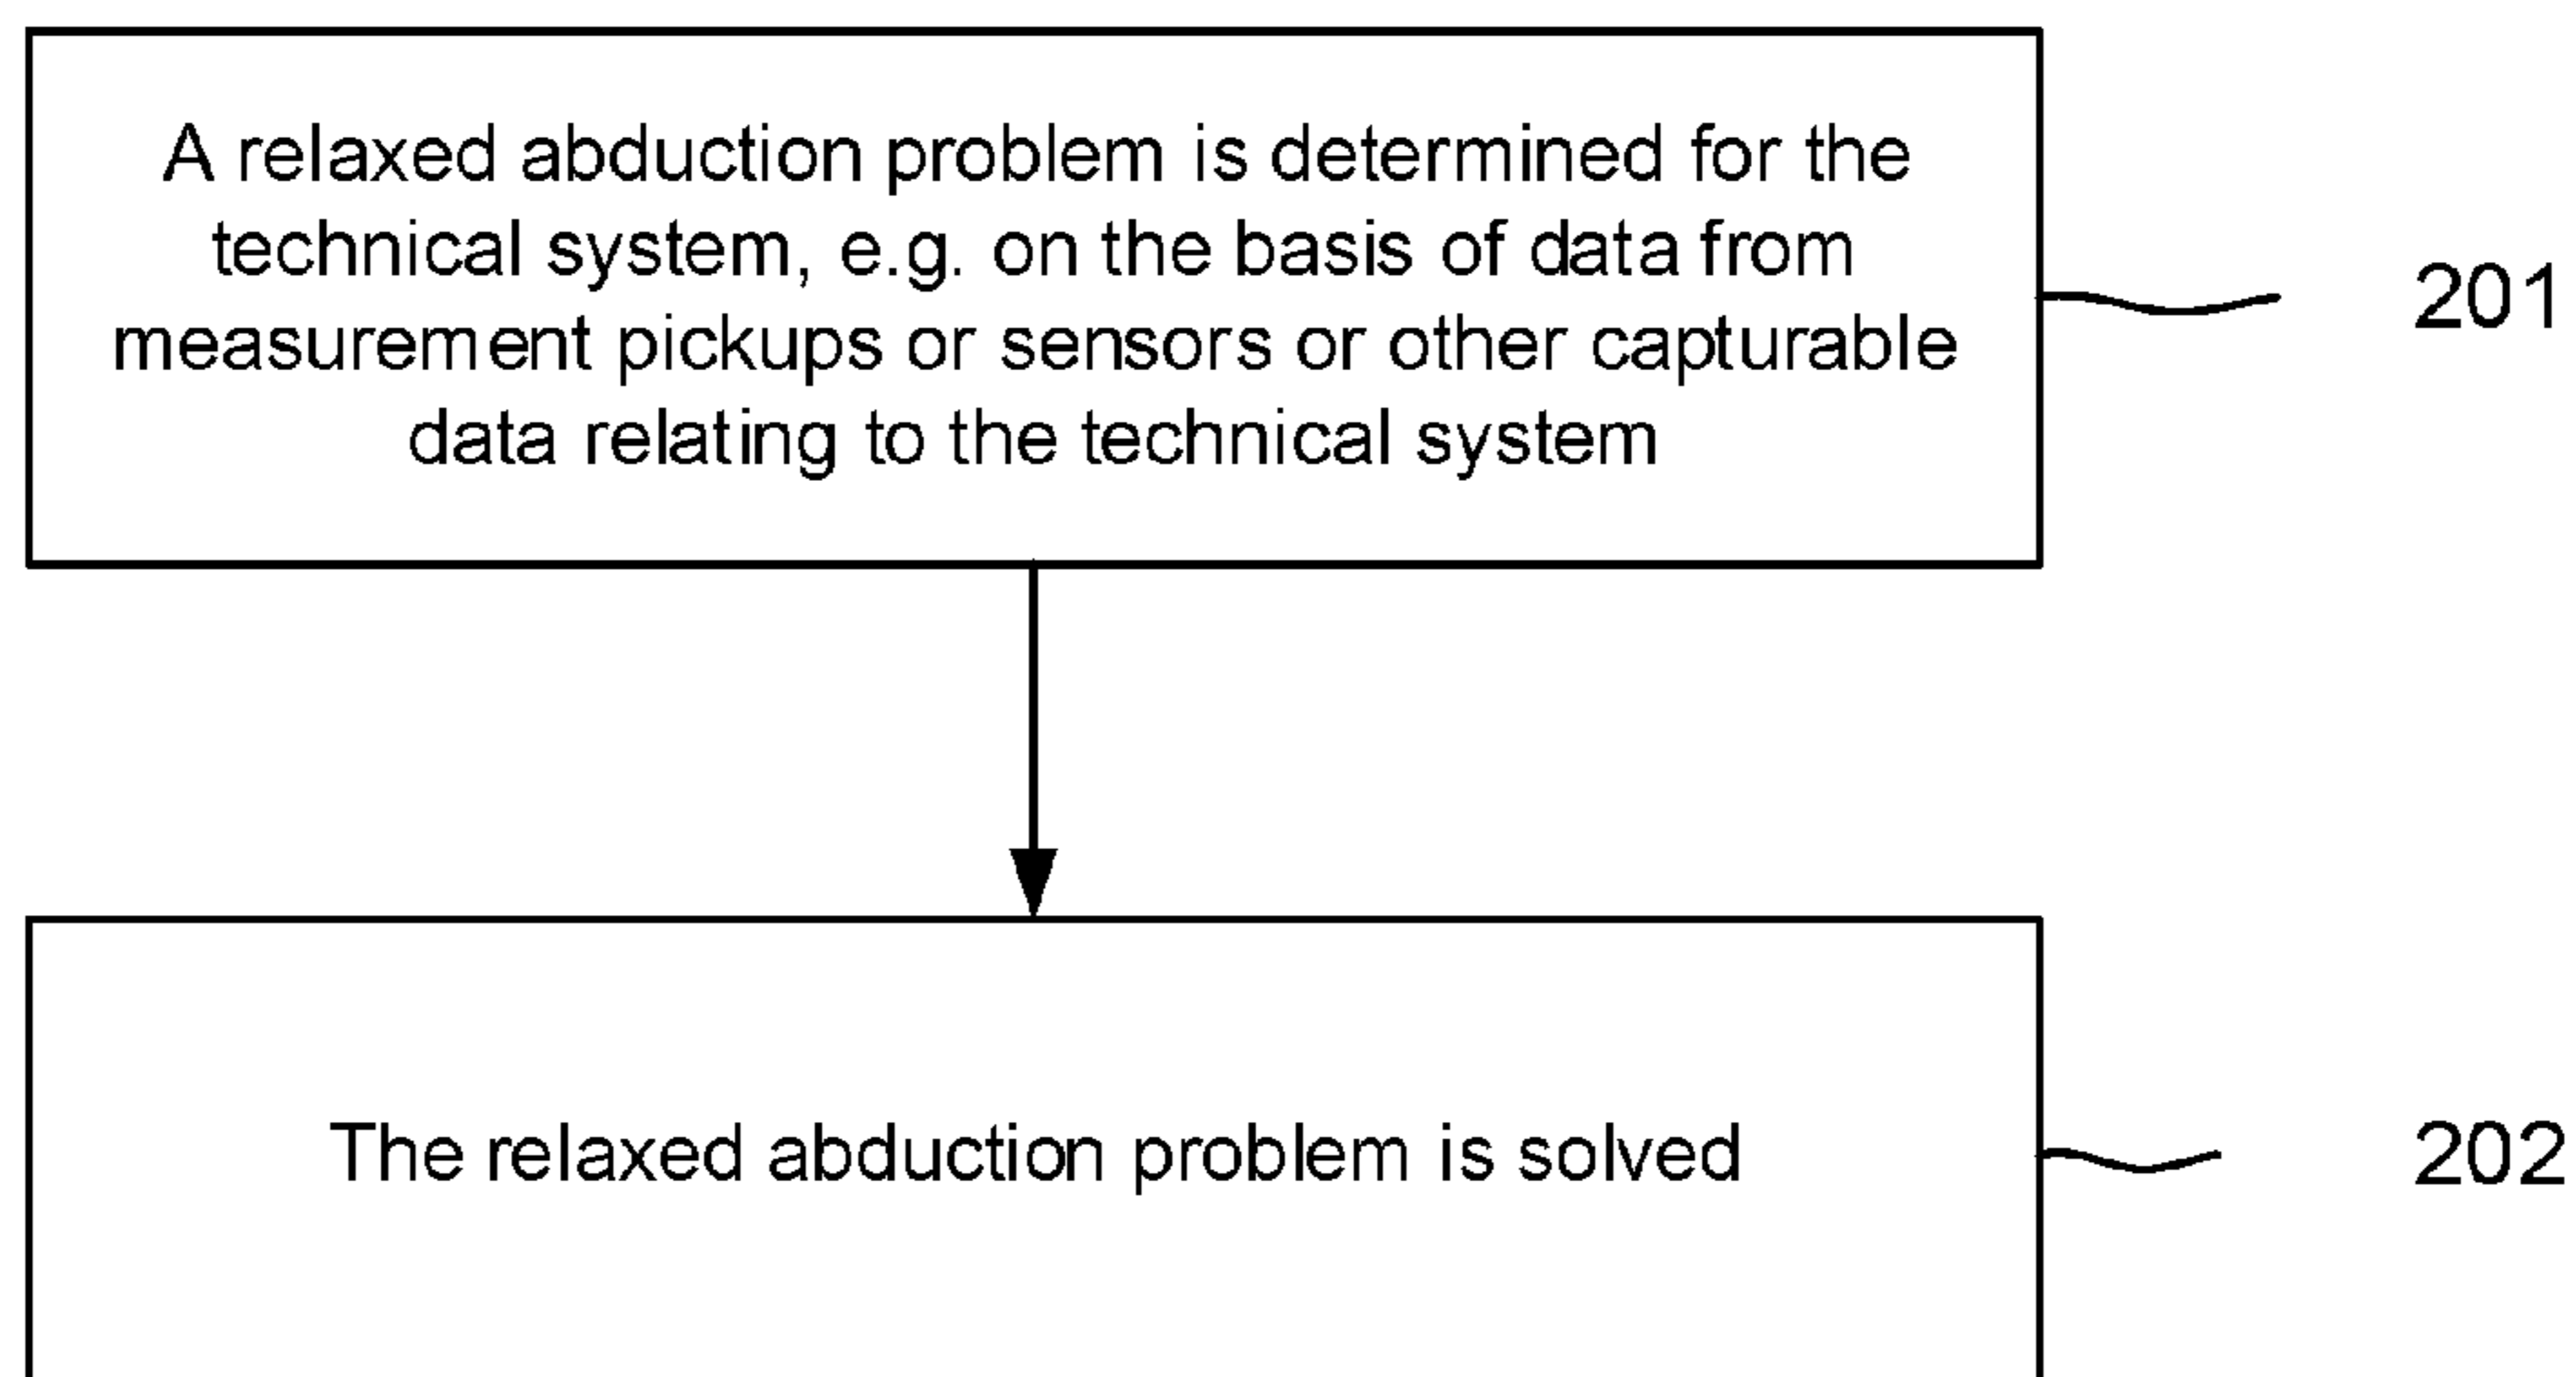 A relaxed abduction problem is determined for the
technical system, e.g. on the basis of data from
measurement pickups or sensors or other capturable
data relating to the technical system
201
The relaxed abduction problem is solved
202